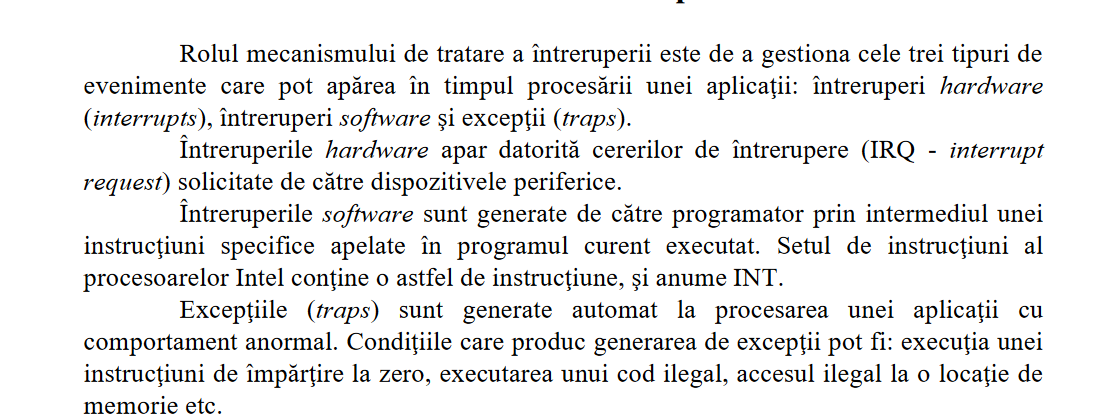 Rolul mecanismului de tratare a întreruperii este de a gestiona cele trei tipuri de
evenimente care pot apărea în timpul procesării unei aplicaţii: întreruperi hardware
(interrupts), întreruperi software şi excepţii (traps).
Întreruperile hardware apar datorită cererilor de întrerupere (IRQ - interrupt
request) solicitate de către dispozitivele periferice.
Întreruperile software sunt generate de către programator prin intermediul unei
instrucţiuni specifice apelate în programul curent executat. Setul de instrucţiuni al
procesoarelor Intel conţine o astfel de instrucţiune, şi anume INT.
Excepţiile (traps) sunt generate automat la procesarea unei aplicaţii cu
comportament anormal. Condiţiile care produc generarea de excepţii pot fi: execuţia unei
instrucţiuni de împărţire la zero, executarea unui cod ilegal, accesul ilegal la o locaţie de
memorie etc.